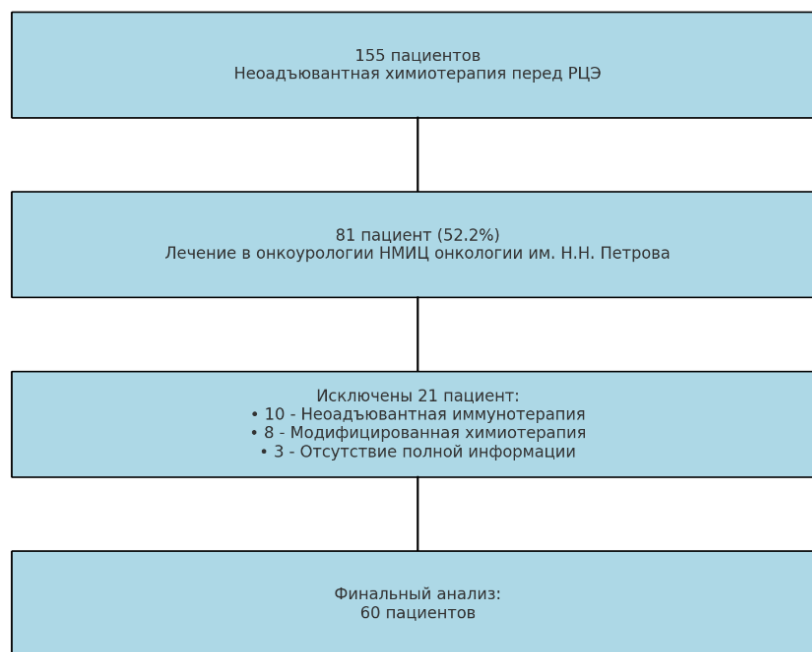 155 пациентов
Неоадъювантная химиотерапия перед РЦЭ
81 пациент (52.2%)
Лечение в онкоурологии НМИЦ онкологии им. Н.Н. Петрова
Исключены 21 пациент:
• 10 - Неоадъювантная иммунотерапия
• 8 - Модифицированная химиотерапия
• 3 - Отсутствие полной информации
Финальный анализ:
60 пациентов